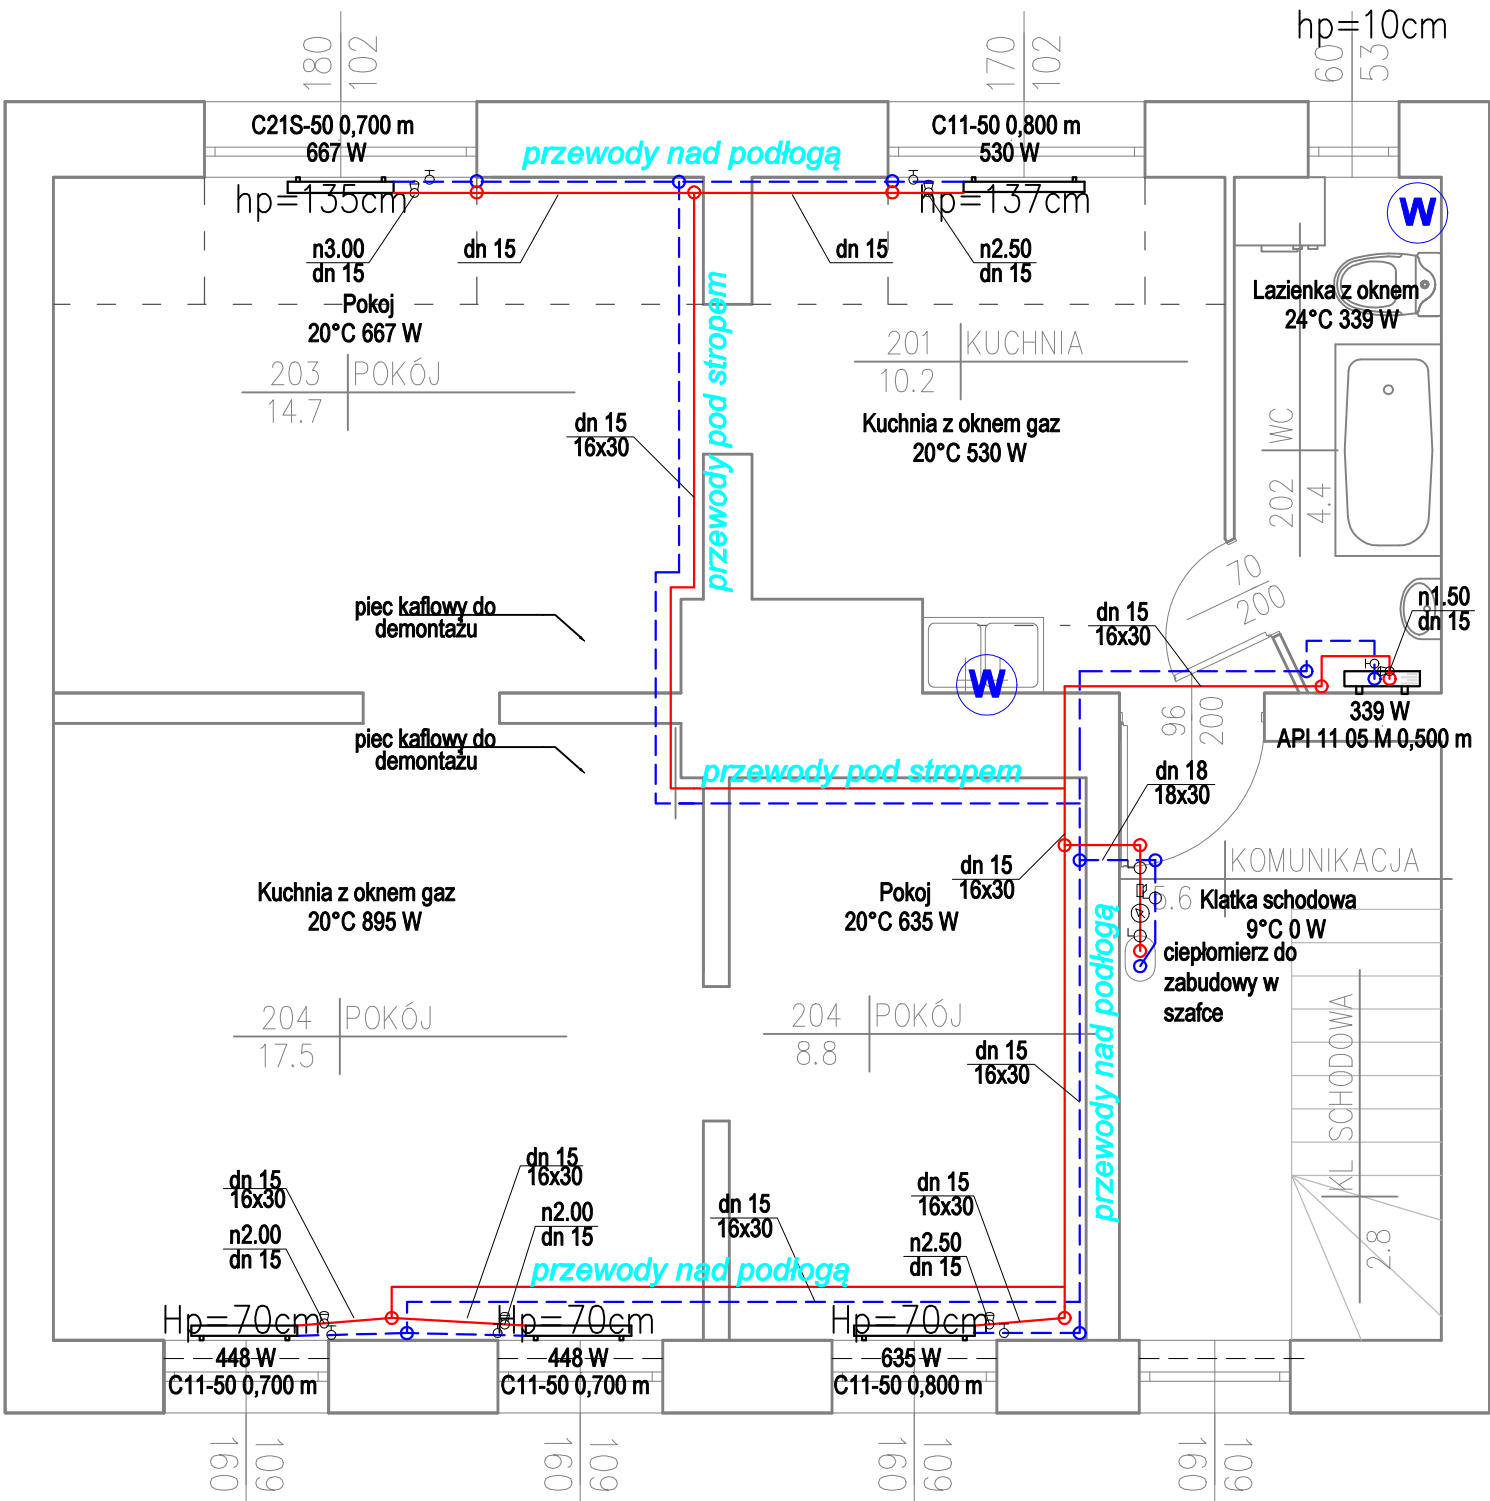 hp=10cm
180
102
170
102
60
53
C21S-50 0,700 m
667 W
przewody nad podłogą
C11-50 0,800 m
530 W
hp=135cm
hp=137cm
W
n3.00
dn 15
dn 15
dn 15
n2.50
dn 15
Pokoj
20°C 667 W
Lazienka z oknem
24°C 339 W
203
POKÓJ
14.7
201
KUCHNIA
10.2
przewody pod stropem
dn 15
16x30
Kuchnia z oknem gaz
20°C 530 W
202
WC
4.4
70
200
piec kaflowy do
demontażu
dn 15
16x30
n1.50
dn 15
W
339 W
API 11 05 M 0,500 m
96
200
piec kaflowy do
demontażu
przewody pod stropem
dn 18
18x30
dn 15
16x30
KOMUNIKACJA
5.6
Kuchnia z oknem gaz
20°C 895 W
Pokoj
20°C 635 W
Klatka schodowa
9°C 0 W
ciepłomierz do
zabudowy w
szafce
przewody nad podłogą
204
POKÓJ
17.5
204
POKÓJ
8.8
dn 15
16x30
KL SCHODOWA
2.8
dn 15
16x30
n2.00
dn 15
dn 15
16x30
n2.00
dn 15
dn 15
16x30
dn 15
16x30
n2.50
dn 15
przewody nad podłogą
Hp=70cm
Hp=70cm
Hp=70cm
448 W
C11-50 0,700 m
448 W
C11-50 0,700 m
635 W
C11-50 0,800 m
160
109
160
109
160
109
160
109